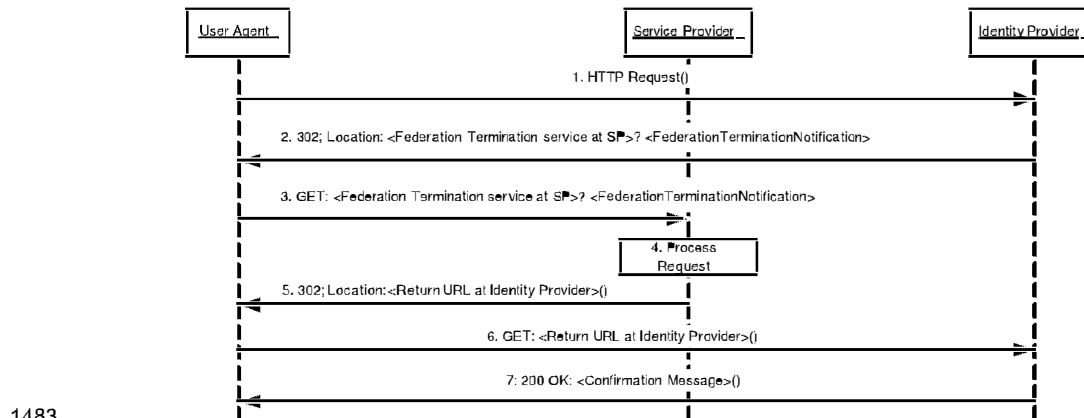 User Agent
Service Provider
Identity Provider
1. HTTP Request()
2. 302; Location: <Federation Termination service at SP>? <FederationTerminationNotification>
3. GET: <Federation Termination service at SP>? <FederationTerminationNotification>
4. Process
Request
5. 302; Location:<Return URL at Identity Provider>()
6. GET: <Return URL at Identity Provider>()
7: 200 OK: <Confirmation Message>()
1483